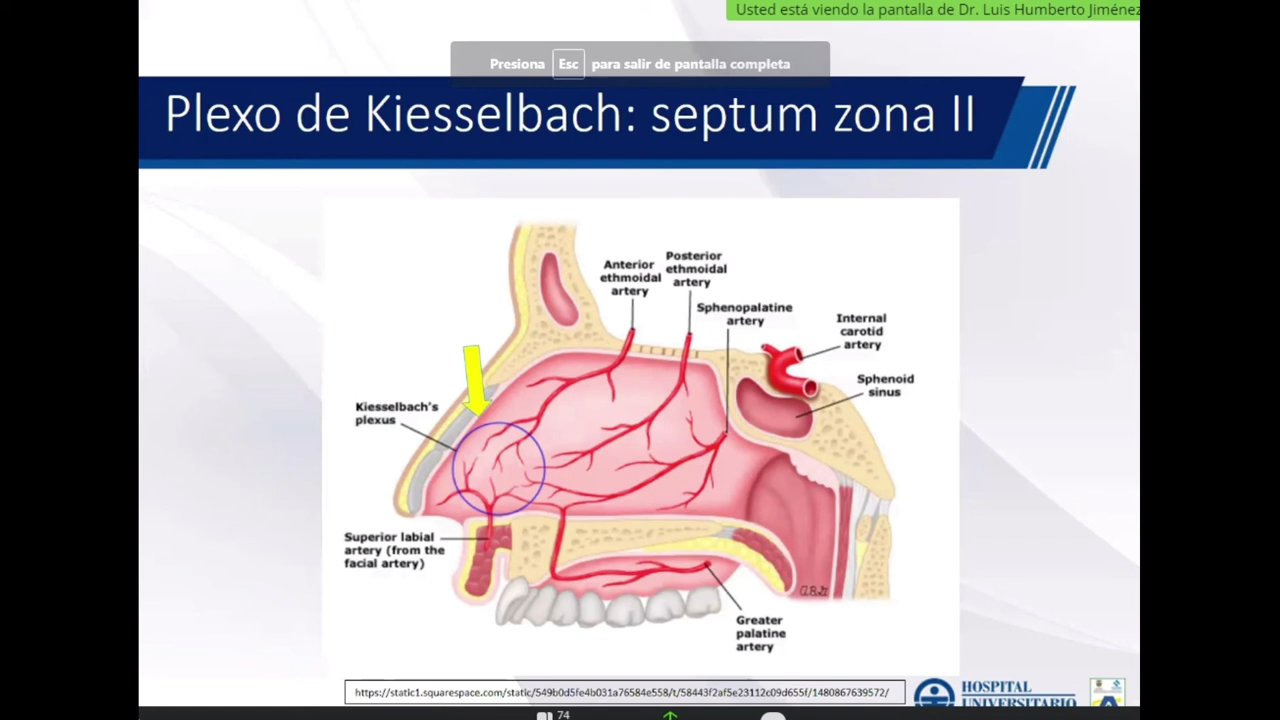 Usted está viendo la pantalla de Dr. Luis Humberto Jiménez
Presiona Esc para salir de pantalla completa
Plexo de Kiesselbach: septum zona II
Anterior
ethmoidal
artery
Posterior
ethmoidal
artery
Sphenopalatine
artery
Internal
carotid
artery
Sphenoid
sinus
Kiesselbach's
plexus
Superior labial
artery (from the
facial artery)
Greater
palatine
artery
https://static1.squarespace.com/static/549b0d5fe4b031a76584e558/t/58443f2af5e23112c09d655f/1480867639572/
HOSPITAL
UNIVERSITARIO
74